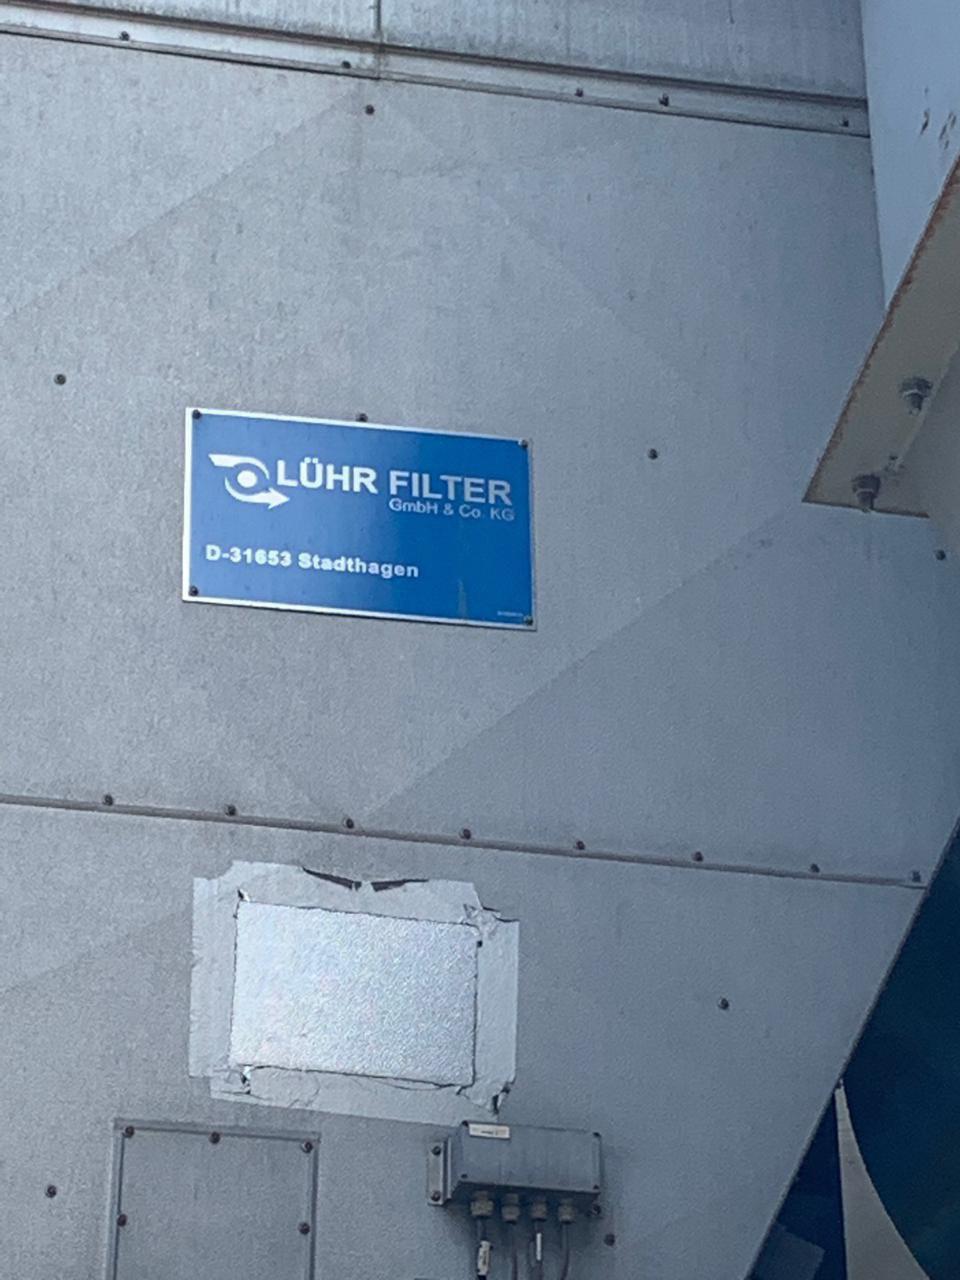 LÜHR FILTER
GmbH & Co. KG
D-31653 Stadthagen